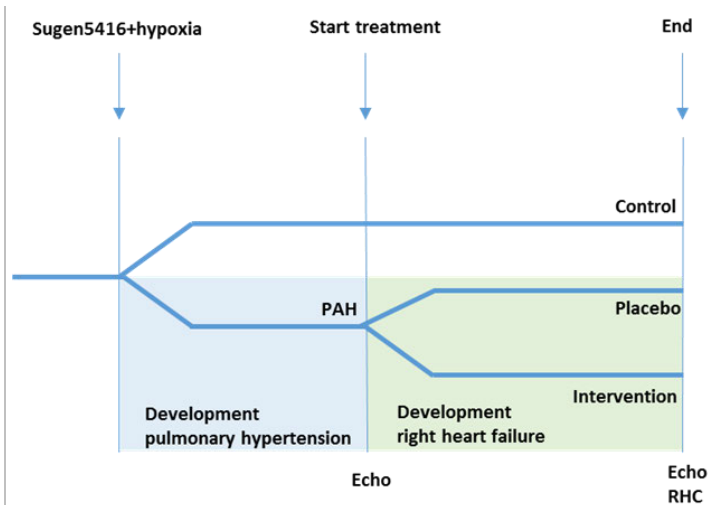 Sugen5416+hypoxia
Start treatment
End
Control
PAH
Placebo
Intervention
Development
pulmonary hypertension
Development
right heart failure
Echo
Echo
RHC